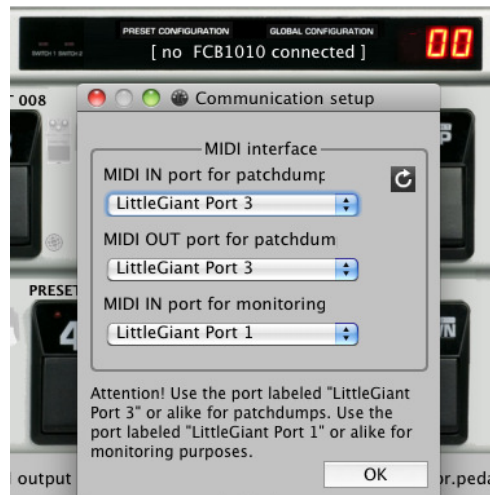 PRESET CONFIGURATION GLOBAL CONFIGURATION
SWITCH 1 SWITCH 2
[ no FCB1010 connected ]
00
T 008
Communication setup
P
MIDI interface
MIDI IN port for patchdump
LittleGiant Port 3
MIDI OUT port for patchdum
LittleGiant Port 3
PRESET
MIDI IN port for monitoring
4
WN
LittleGiant Port 1
Attention! Use the port labeled "LittleGiant
Port 3" or alike for patchdumps. Use the
port labeled "LittleGiant Port 1" or alike for
monitoring purposes.
output
OK
or.peda